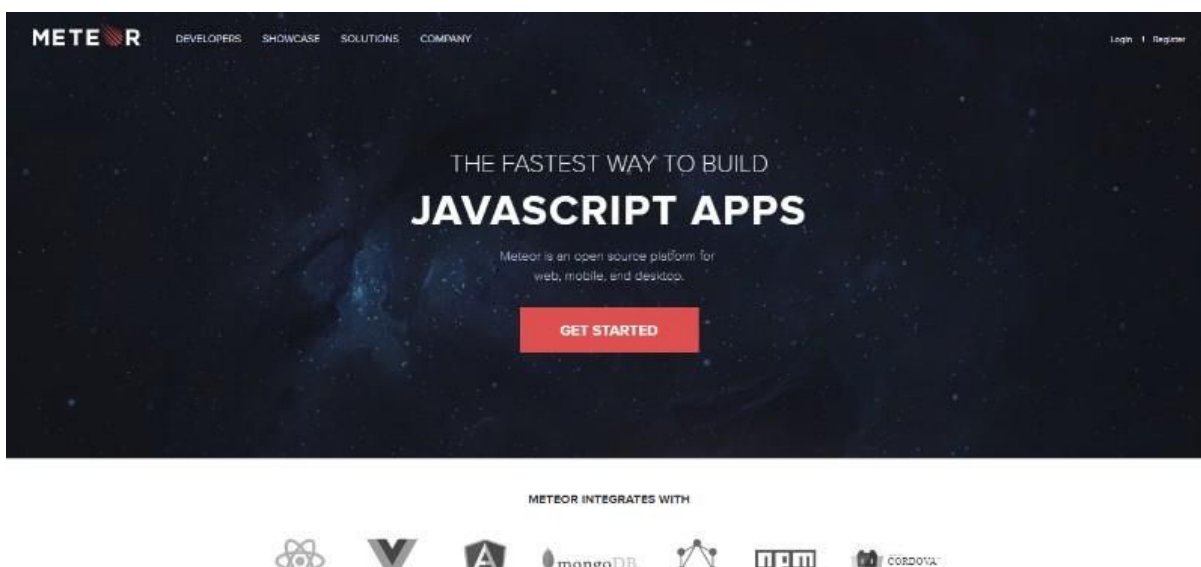 METEOR
DEVELOPERS SHOWCASE SOLUTIONS COMPANY
Login | Register
THE FASTEST WAY TO BUILD
JAVASCRIPT APPS
Meteor is an open source platform for
web, mobile, and desktop.
GET STARTED
METEOR INTEGRATES WITH
A mongoDB npm CORDOVA